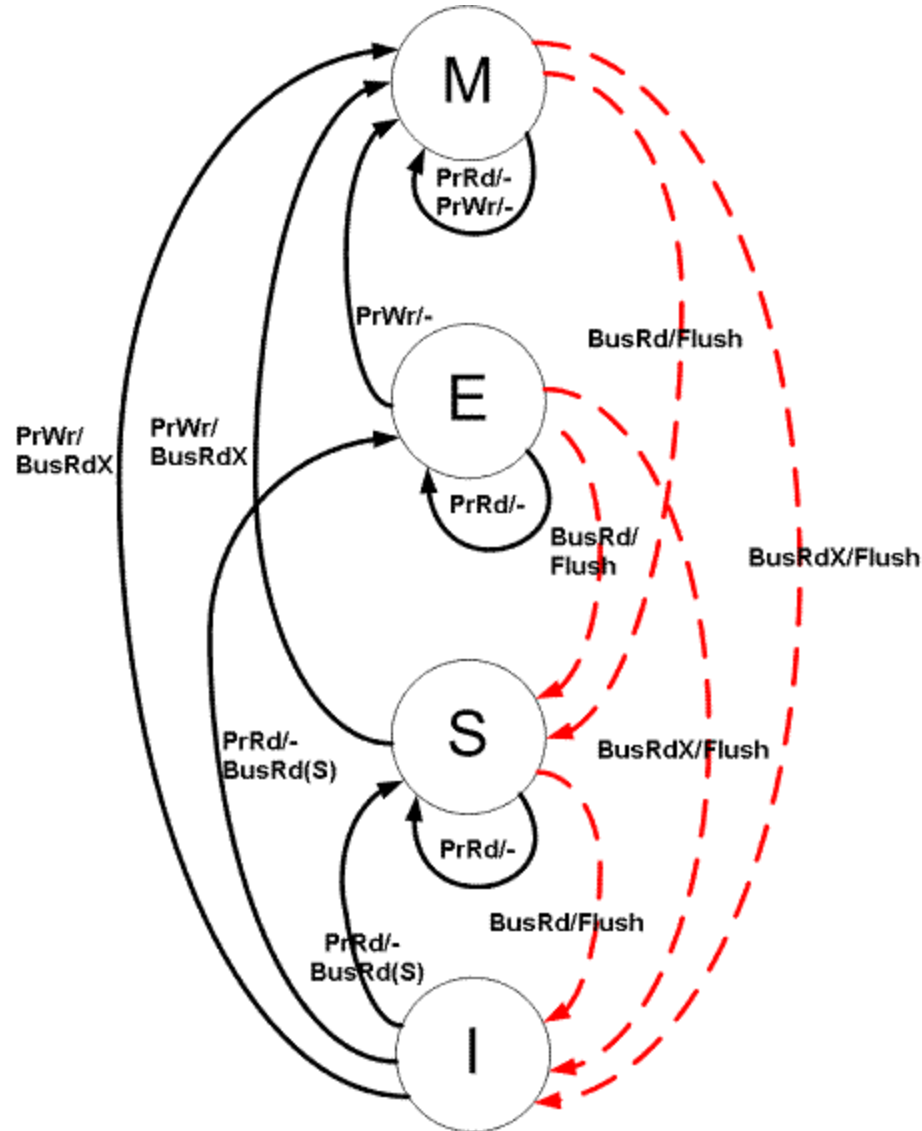 M
PrRd/-
PrWr/-
PrWr/-
BusRd/Flush
E
PrWr/
BusRdX
PrWr/
BusRdX
PrRd/-
BusRd/
Flush
BusRdX/Flush
S
PrRd/-
BusRd(S)
BusRdX/Flush
PrRd/-
BusRd/Flush
PrRd/-
BusRd(S)
I